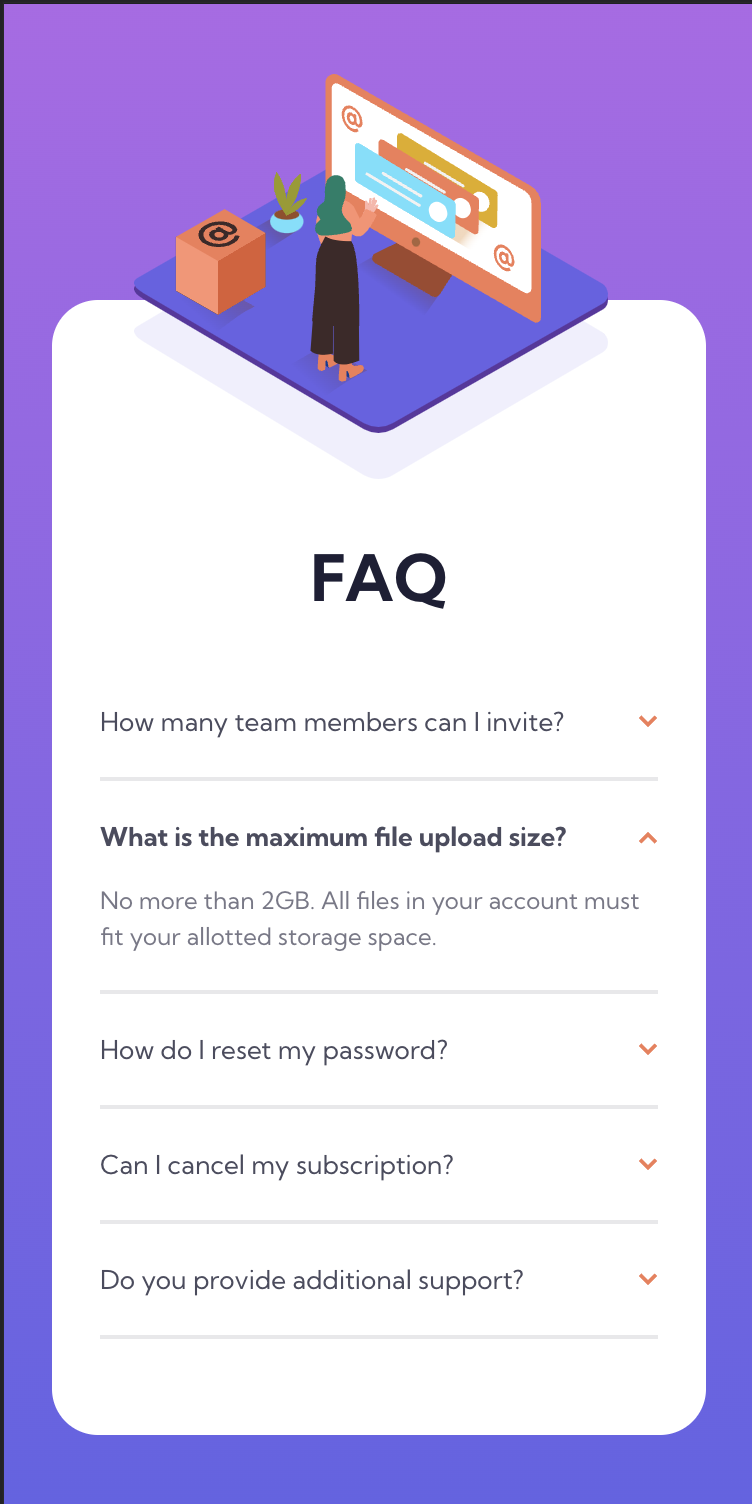 @
@
@
FAQ
How many team members can I invite?
What is the maximum file upload size?
No more than 2GB. All files in your account must
fit your allotted storage space.
How do I reset my password?
Can I cancel my subscription?
Do you provide additional support?